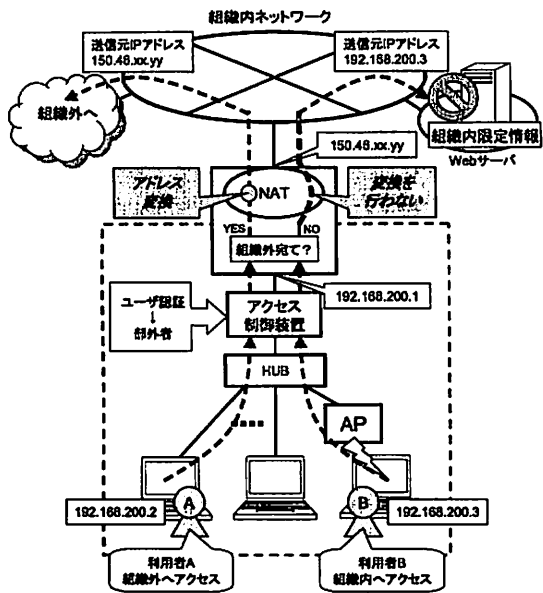 組織内ネットワーク
送信元IPアドレス
150.48.xx.yy
送信元IPアドレス
192.168.200.3
組織外へ
組織内限定情報
Webサーバ
150.48.xx.yy
アドレス
変換
NAT
変換を
行わない
YES
NO
組織外宛て?
192.168.200.1
ユーザ認証
部外者
アクセス
制御装置
HUB
AP
A
B
192.168.200.2
192.168.200.3
利用者A
組織外へアクセス
利用者B
組織内へアクセス